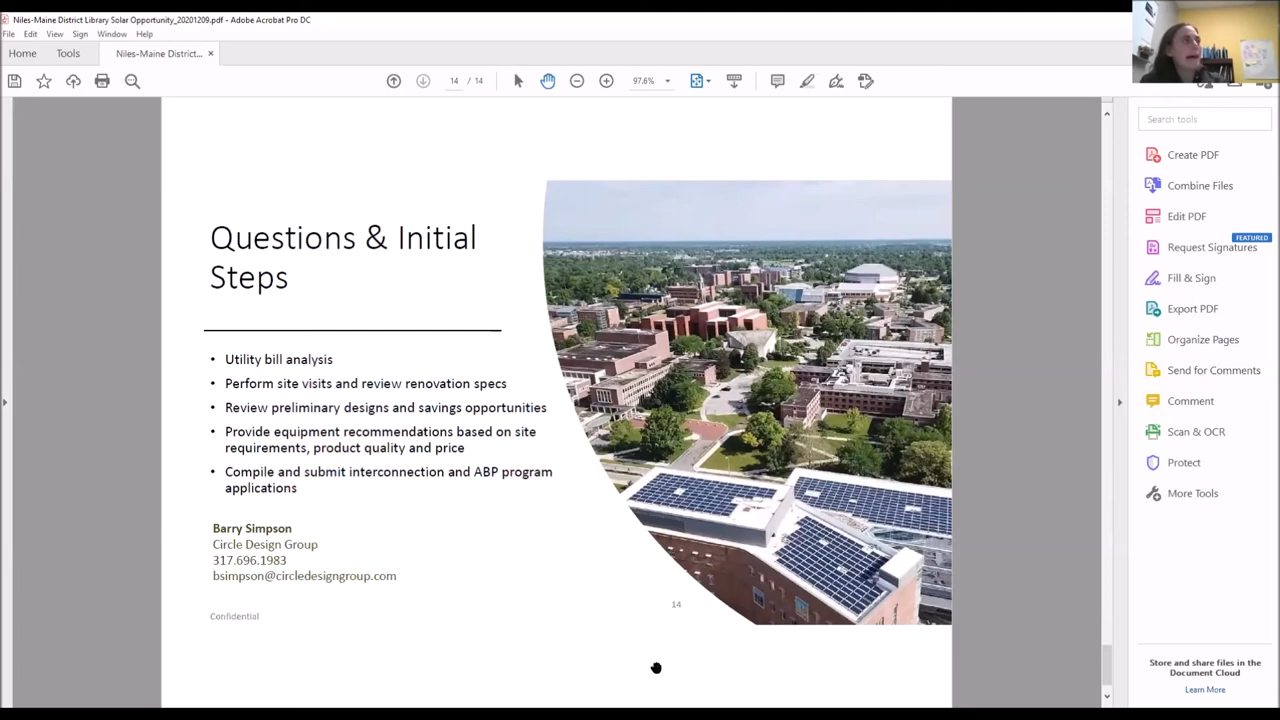 Niles-Maine District Library Solar Opportunity_20201209.pdf - Adobe Acrobat Pro DC
File Edit View Sign Window Help
Home Tools Niles-Maine District... ×
14 / 14 97.6%
Search tools
Create PDF
Combine Files
Edit PDF
FEATURED
Request Signatures
Fill & Sign
Export PDF
Organize Pages
Send for Comments
Comment
Scan & OCR
Protect
More Tools
Store and share files in the
Document Cloud
Learn More
Questions & Initial
Steps
• Utility bill analysis
• Perform site visits and review renovation specs
• Review preliminary designs and savings opportunities
• Provide equipment recommendations based on site
requirements, product quality and price
• Compile and submit interconnection and ABP program
applications
Barry Simpson
Circle Design Group
317.696.1983
bsimpson@circledesigngroup.com
14
Confidential